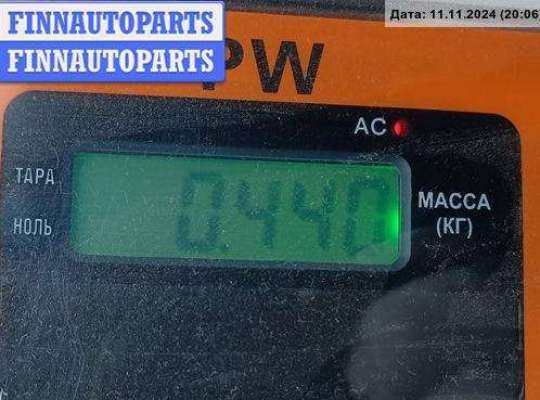 FINNAUTOPARTS
FINNAUTOPARTS
Дата: 11.11.2024 (20:06
PW
AC
ТАРА
НОЛЬ
0.440
МАССА
(КГ)